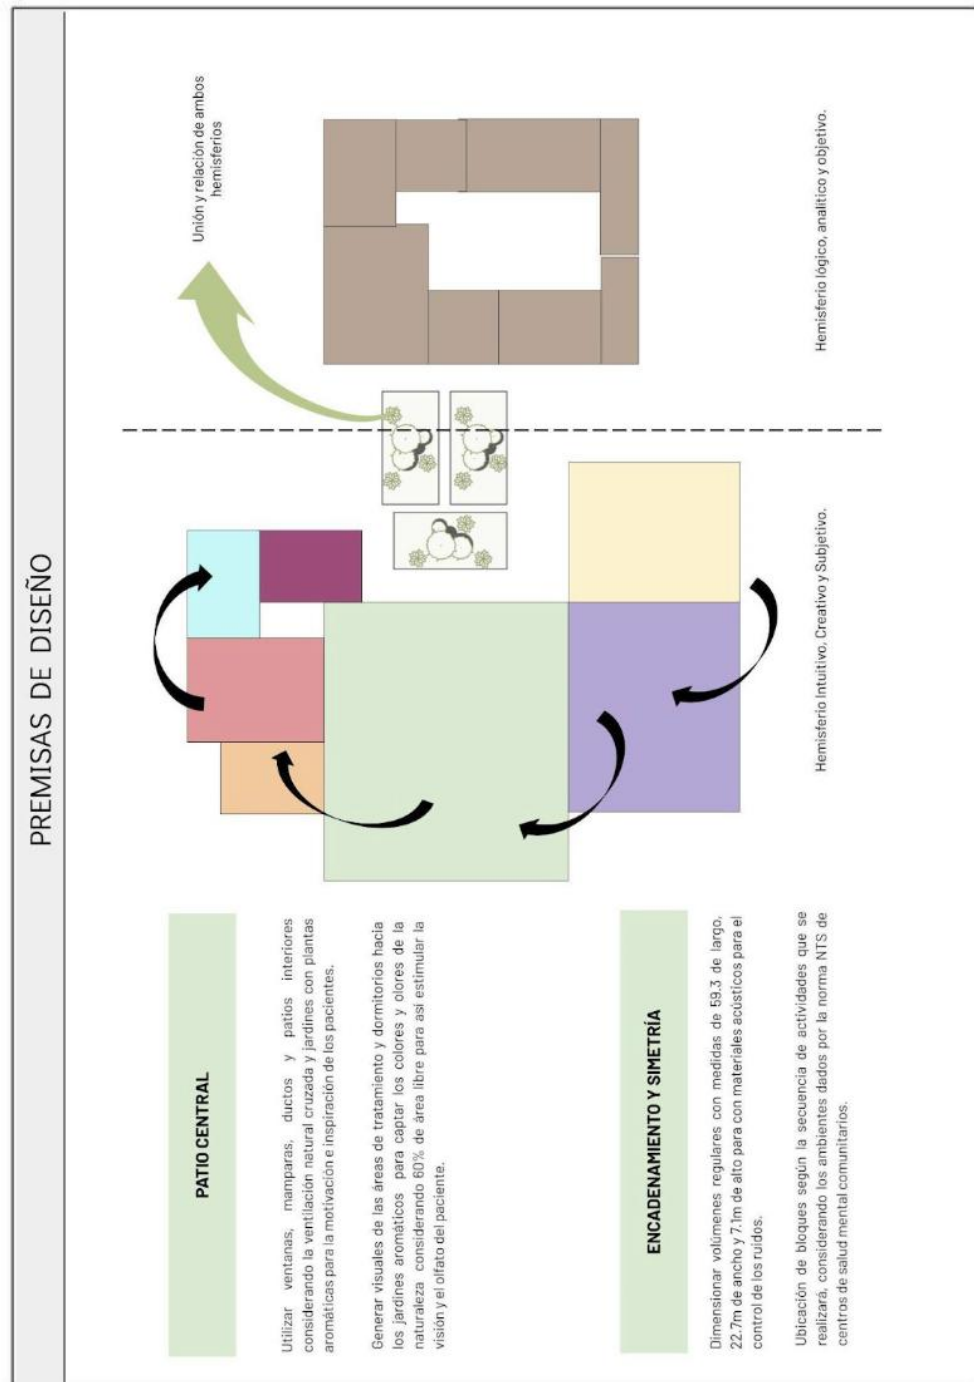 PREMISAS DE DISEÑO
PATIO CENTRAL
Utilizar ventanas, mamparas, ductos y patios interiores
considerando la ventilación natural cruzada y jardines con plantas
aromáticas para la motivación e inspiración de los pacientes.
Generar visuales de las áreas de tratamiento y dormitorios hacia
los jardines aromáticos para captar los colores y olores de la
naturaleza considerando 60% de área libre para así estimular la
visión y el olfato del paciente.
ENCADENAMIENTO Y SIMETRÍA
Dimensionar volúmenes regulares con medidas de 59.3 de largo,
22.7m de ancho y 7.1m de alto para con materiales acústicos para el
control de los ruidos.
Ubicación de bloques según la secuencia de actividades que se
realizará, considerando los ambientes dados por la norma NTS de
centros de salud mental comunitarios.
Unión y relación de ambos
hemisferios
Hemisferio Intuitivo, Creativo y Subjetivo.
Hemisferio lógico, analítico y objetivo.